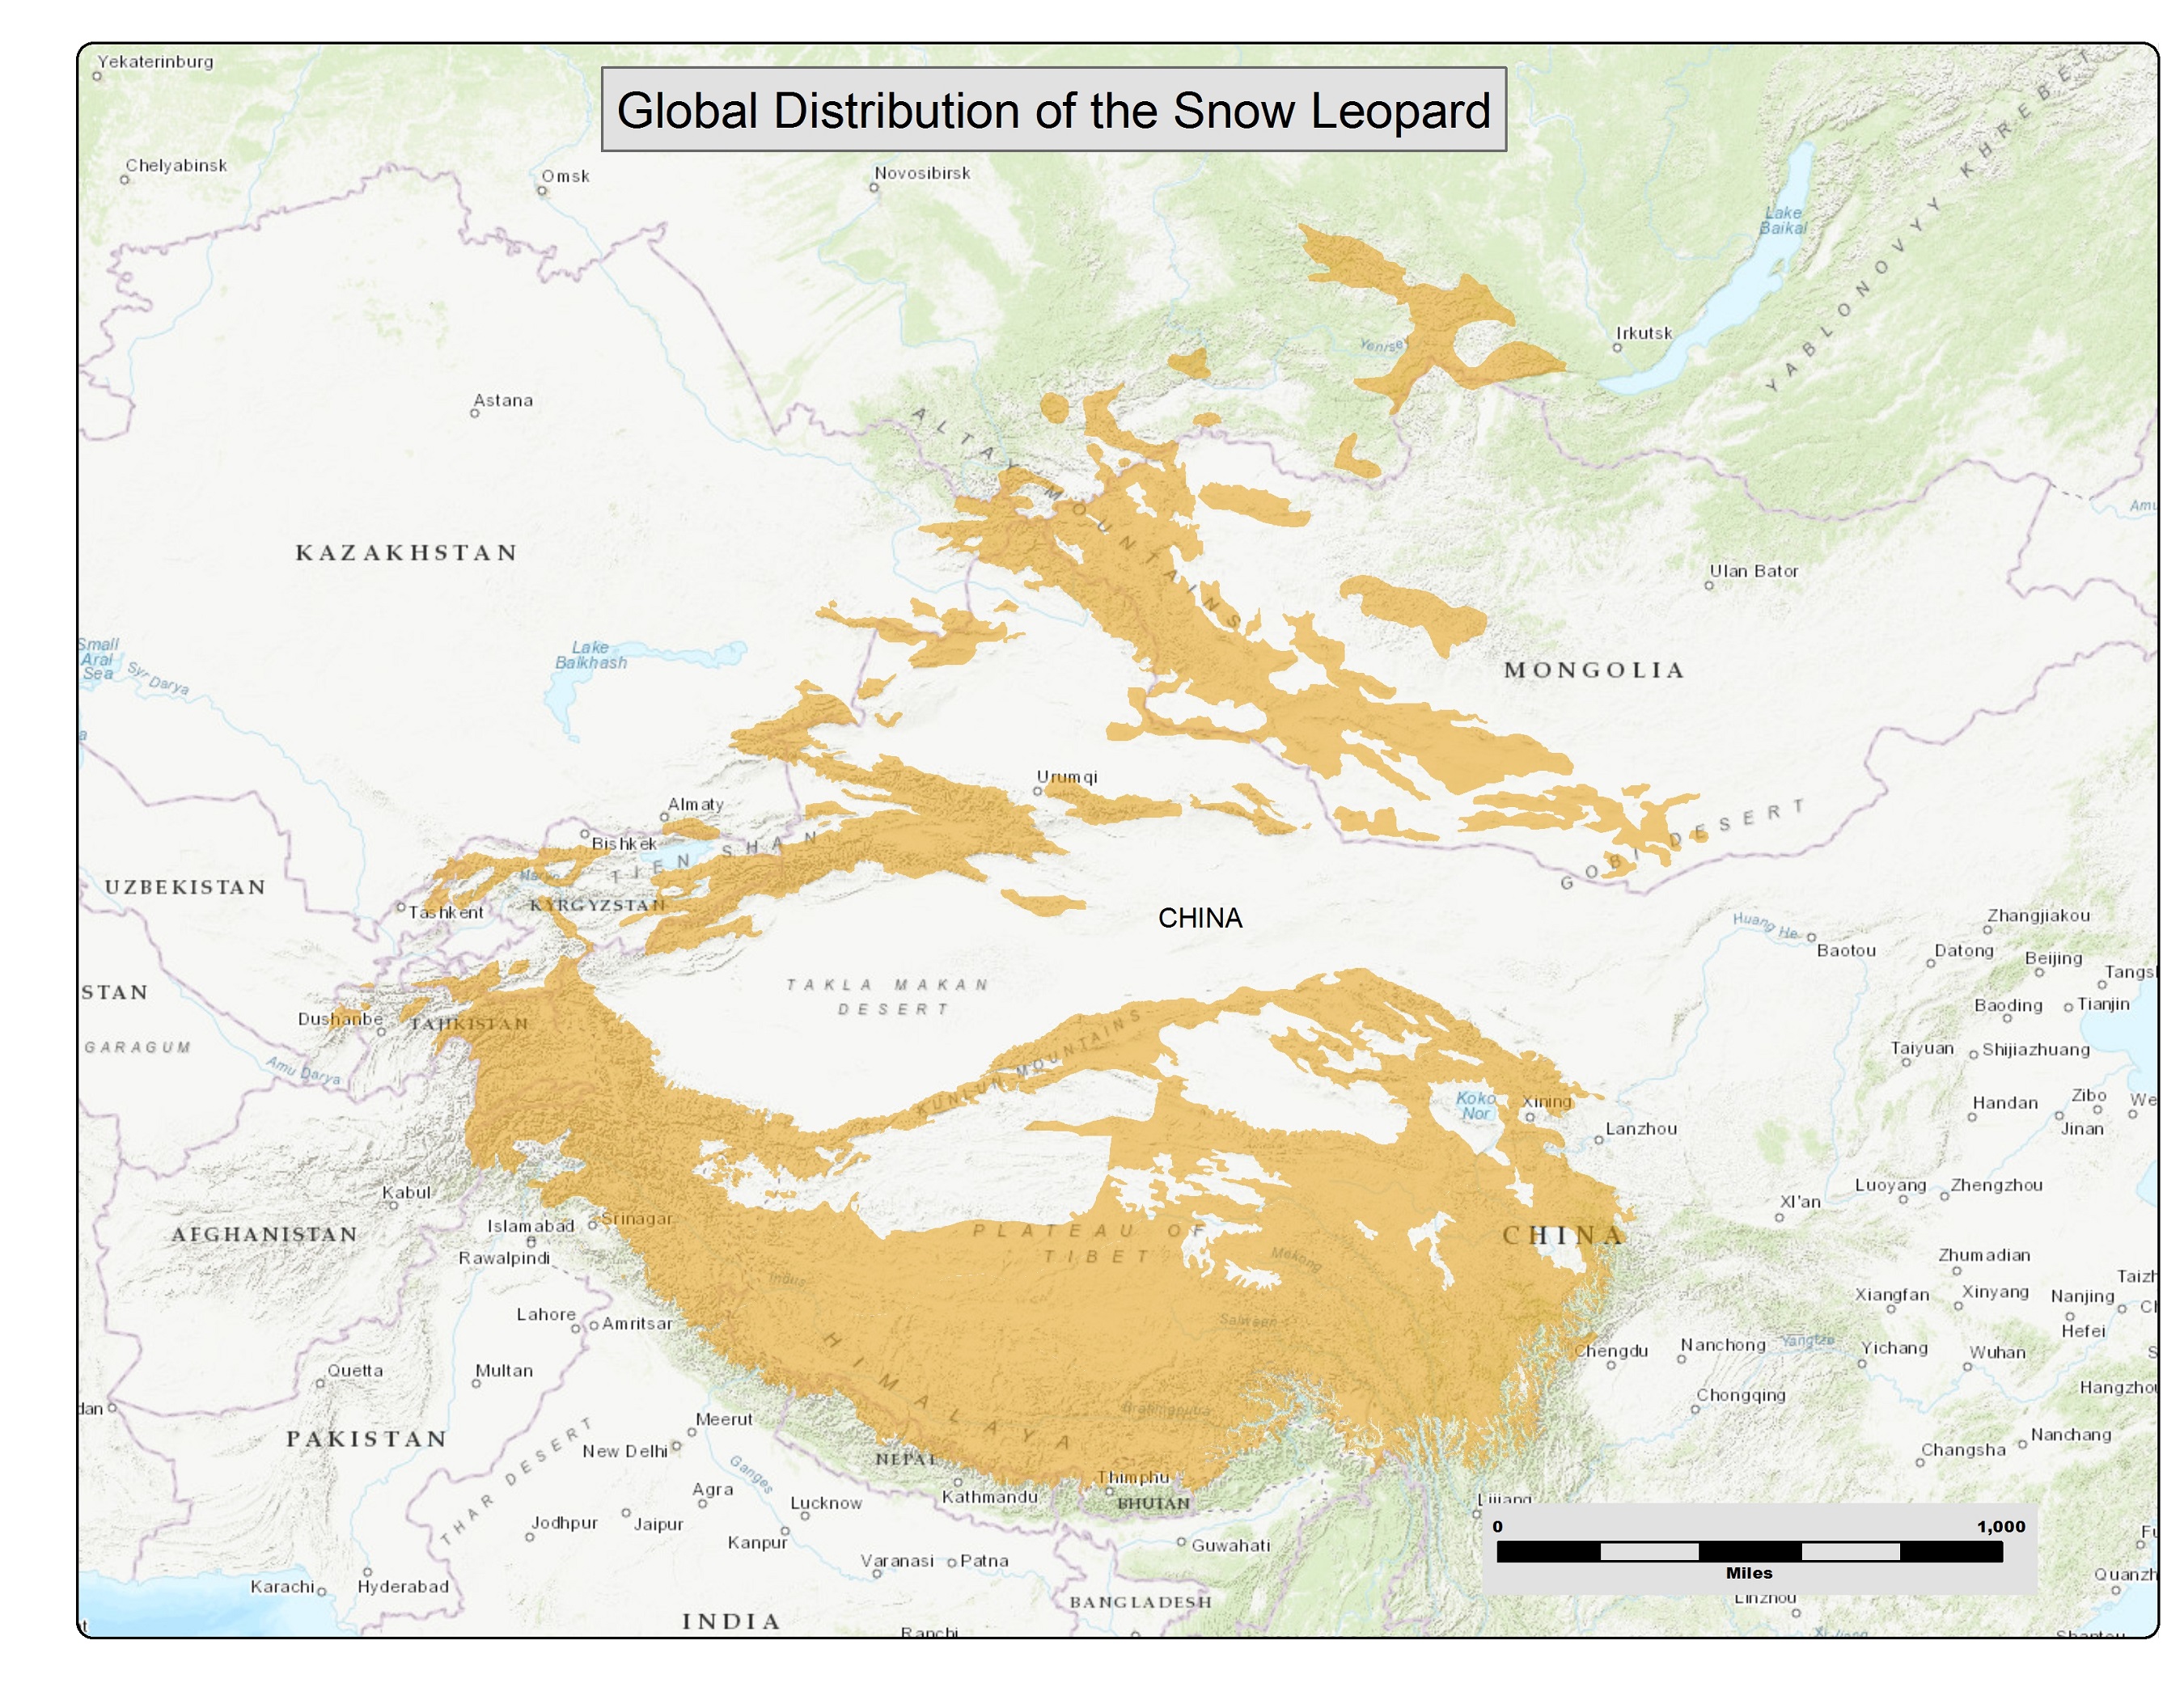 Yekaterinburg
Global Distribution of the Snow Leopard
Chelyabinsk
Omsk
Novosibirsk
Lake
Baikal
YABLONOVYY KHREBET
Irkutsk
Yenisey
Astana
ALTAY MOUNTAINS
Amu
KAZAKHSTAN
Ulan Bator
Small
Aral
Sea
Syr Darya
Lake
Balkhash
MONGOLIA
a
Urumqi
Almaty
Bishkek
TIEN SHAN
GOBI DESERT
UZBEKISTAN
KYRGYZSTAN
Tashkent
CHINA
Huang He
Zhangjiakou
Baotou
Datong
Beijing
Tangs
STAN
TAKLA MAKAN
DESERT
Baoding
Tianjin
Dushanbe
TAJIKISTAN
GARAGUM
Amu Darya
KUNLUN MOUNTAINS
Taiyuan
Shijiazhuang
Koko
Nor
Xining
Handan
Zibo
We
Lanzhou
Jinan
Kabul
Luoyang
Zhengzhou
XI'an
AFGHANISTAN
Islamabad
Srinagar
Rawalpindi
PLATEAU OF
TIBET
CHINA
Mekong
Indus
Zhumadian
Taizh
Xiangfan
Xinyang
Nanjing
Ch
Hefei
Lahore
Amritsar
Salween
HIMALAYA
Chengdu
Nanchong
Yangtze
Yichang
Wuhan
S
Quetta
Multan
Chongqing
Hangzhou
dan
Brahmaputra
Meerut
PAKISTAN
New Delhi
THAR DESERT
Ganges
NEPAL
Changsha
Nanchang
Agra
Lucknow
Kathmandu
Thimphu
BHUTAN
Lijiang
Jodhpur
Jaipur
Kanpur
Guwahati
0
1,000
Miles
Fu
Varanasi
Patna
Karachi
Hyderabad
BANGLADESH
Quanzh
Linzhou
INDIA
Ranchi
Xi Jiang
Shantou
t